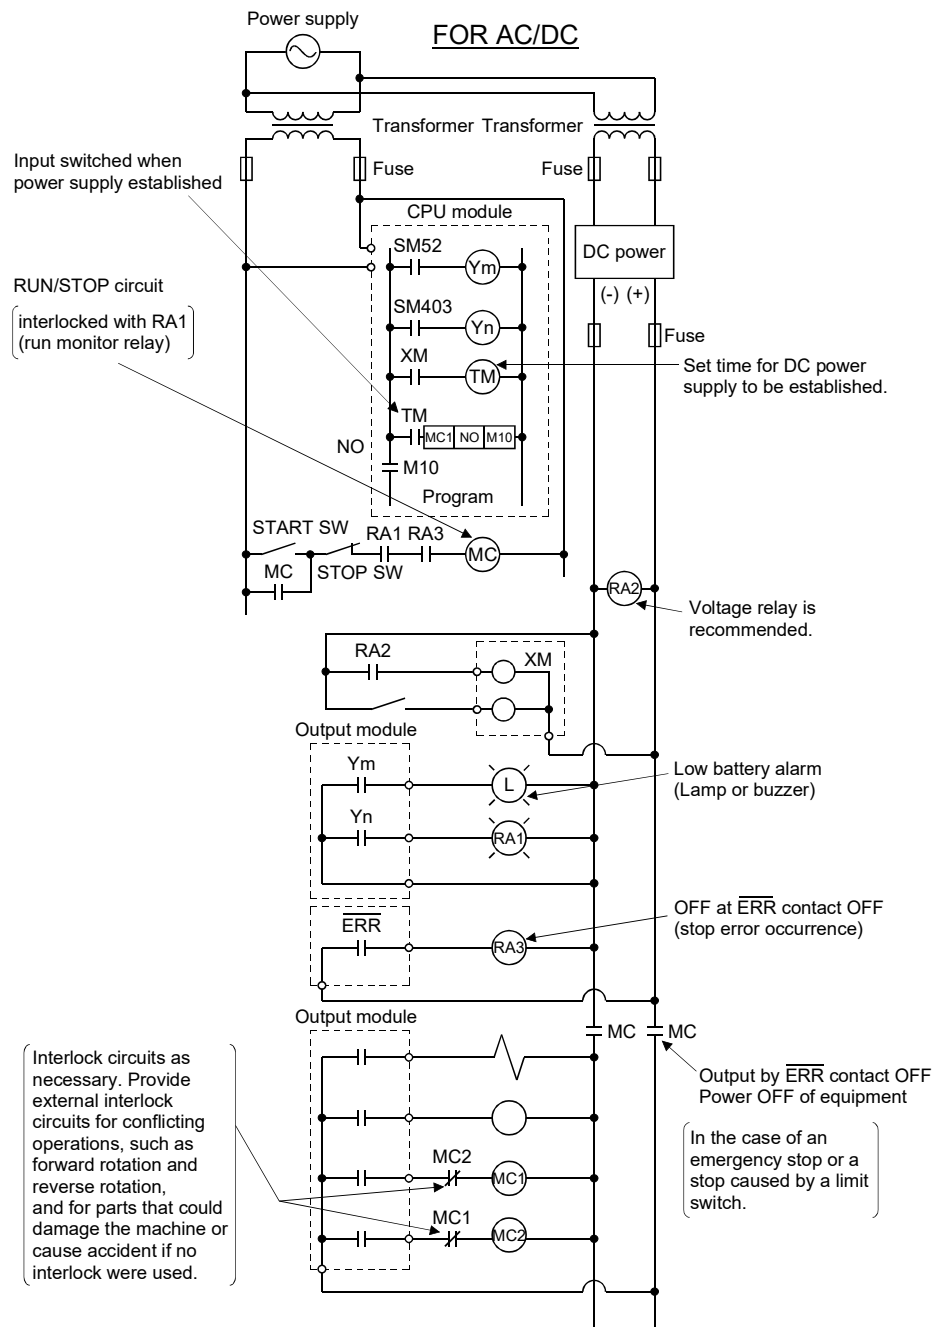 Power supply
FOR AC/DC
Transformer Transformer
Input switched when
power supply established
Fuse
Fuse
CPU module
SM52
Ym
DC power
RUN/STOP circuit
(-) (+)
interlocked with RA1
(run monitor relay)
SM403
Yn
Fuse
XM
TM
Set time for DC power
supply to be established.
TM
NO
MC1 NO M10
M10
Program
START SW
RA1 RA3
MC
MC
STOP SW
RA2
Voltage relay is
recommended.
RA2
XM
Output module
Ym
L
Low battery alarm
(Lamp or buzzer)
Yn
RA1
ERR
OFF at ERR contact OFF
(stop error occurrence)
RA3
Output module
MC
MC
Interlock circuits as
necessary. Provide
external interlock
circuits for conflicting
operations, such as
forward rotation and
reverse rotation,
and for parts that could
damage the machine or
cause accident if no
interlock were used.
Output by ERR contact OFF
Power OFF of equipment
In the case of an
emergency stop or a
stop caused by a limit
switch.
MC2
MC1
MC1
MC2